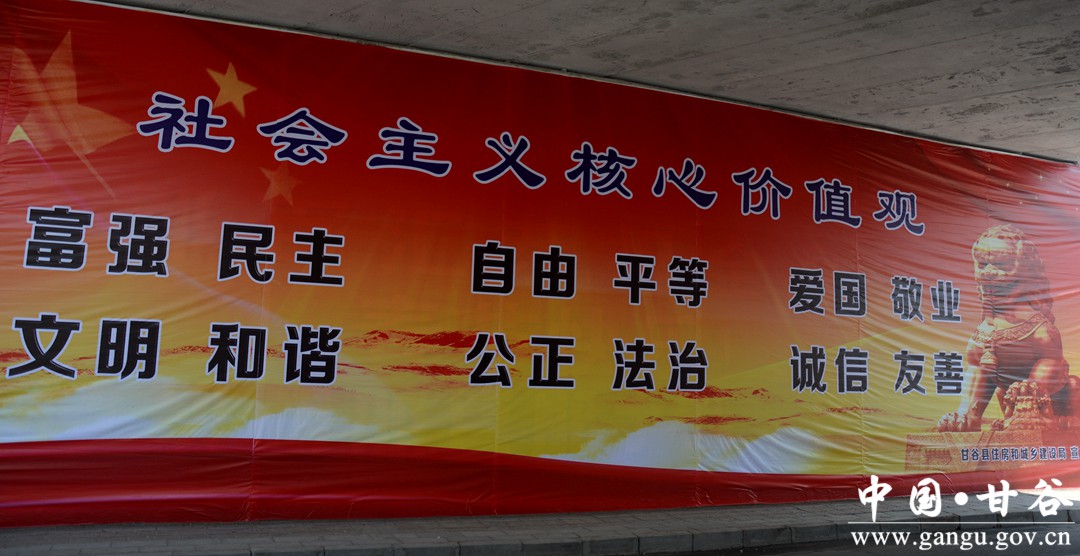 社会主义核心价值观
富强 民主 自由 平等 爱国 敬业
文明 和谐 公正 法治 诚信 友善
甘谷县住房和城乡建设局 宣
中国·甘谷
www.gangu.gov.cn